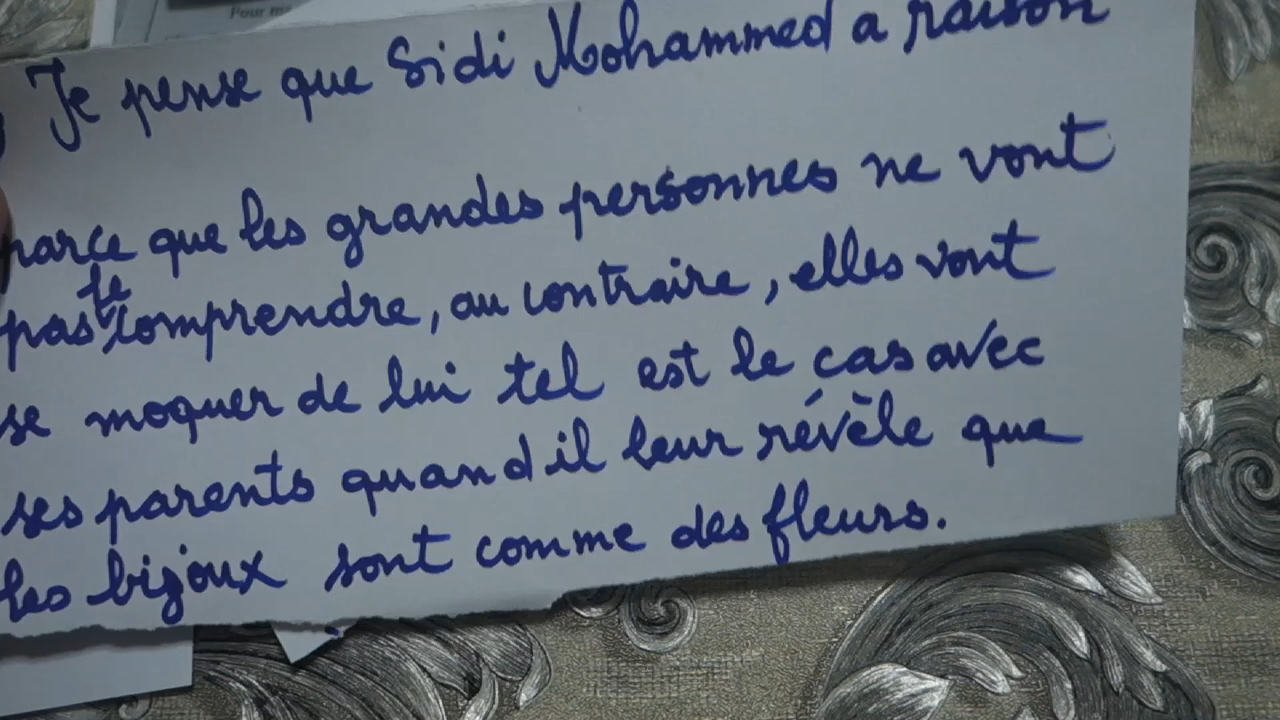 Pour ma
Je pense que Sidi Mohammed a raison
parce que les grandes personnes ne vont
pas le comprendre, au contraire, elles vont
se moquer de lui tel est le cas avec
ses parents quand il leur révèle que
les bijoux sont comme des fleurs.